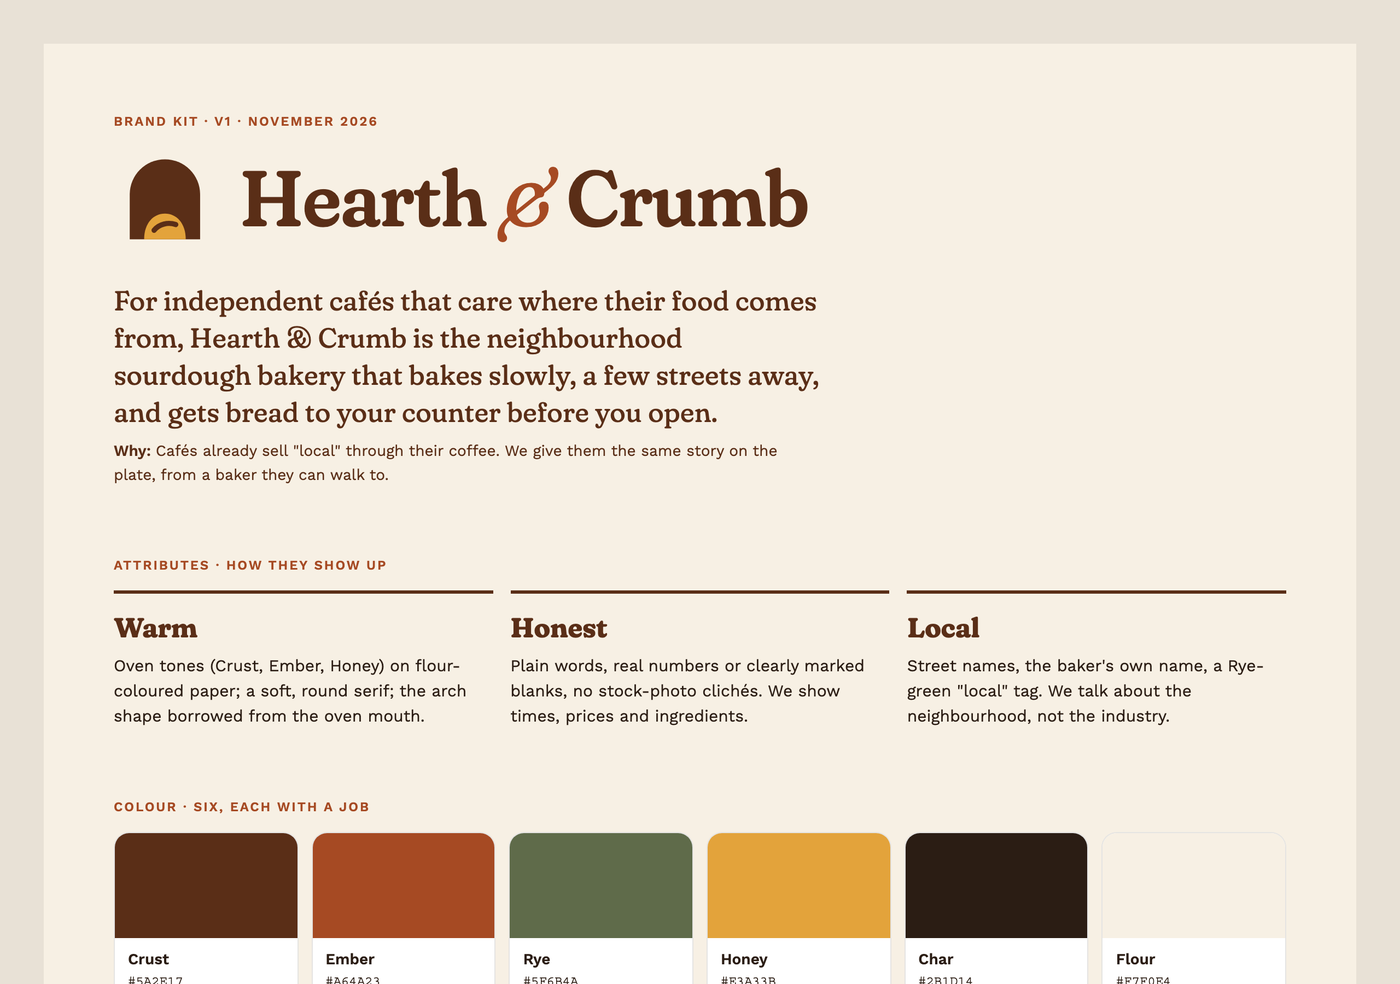 BRAND KIT · V1 · NOVEMBER 2026
Hearth & Crumb
For independent cafés that care where their food comes
from, Hearth & Crumb is the neighbourhood
sourdough bakery that bakes slowly, a few streets away,
and gets bread to your counter before you open.
Why: Cafés already sell "local" through their coffee. We give them the same story on the
plate, from a baker they can walk to.
ATTRIBUTES · HOW THEY SHOW UP
Warm
Oven tones (Crust, Ember, Honey) on flour-
coloured paper; a soft, round serif; the arch
shape borrowed from the oven mouth.
Honest
Plain words, real numbers or clearly marked
blanks, no stock-photo clichés. We show
times, prices and ingredients.
Local
Street names, the baker's own name, a Rye-
green "local" tag. We talk about the
neighbourhood, not the industry.
COLOUR · SIX, EACH WITH A JOB
Crust
#5A2E17
Ember
#A64A23
Rye
#5F6B4A
Honey
#E3A33B
Char
#2B1D14
Flour
#F7F0E4